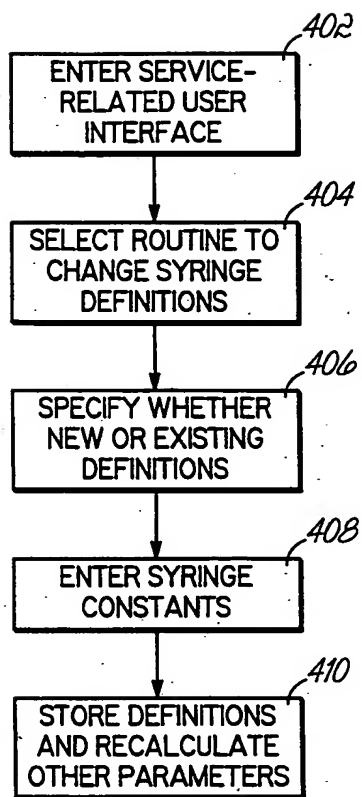 402
ENTER SERVICE-
RELATED USER
INTERFACE
404
SELECT ROUTINE TO
CHANGE SYRINGE
DEFINITIONS
406
SPECIFY WHETHER
NEW OR EXISTING
DEFINITIONS
408
ENTER SYRINGE
CONSTANTS
410
STORE DEFINITIONS
AND RECALCULATE
OTHER PARAMETERS